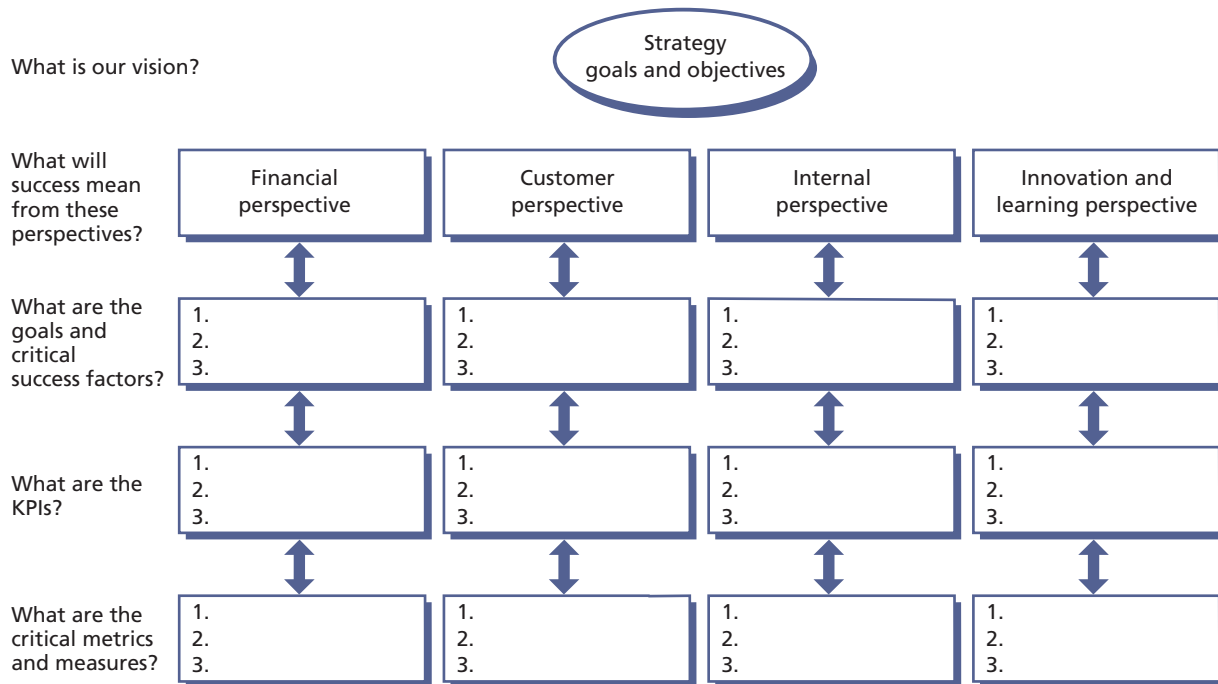 What is our vision?
Strategy
goals and objectives
What will
success mean
from these
perspectives?
Financial
perspective
Customer
perspective
Internal
perspective
Innovation and
learning perspective
What are the
goals and
critical
success factors?
1.
2.
3.
1.
2.
3.
1.
2.
3.
1.
2.
3.
What are the
KPIs?
1.
2.
3.
1.
2.
3.
1.
2.
3.
1.
2.
3.
What are the
critical metrics
and measures?
1.
2.
3.
1.
2.
3.
1.
2.
3.
1.
2.
3.